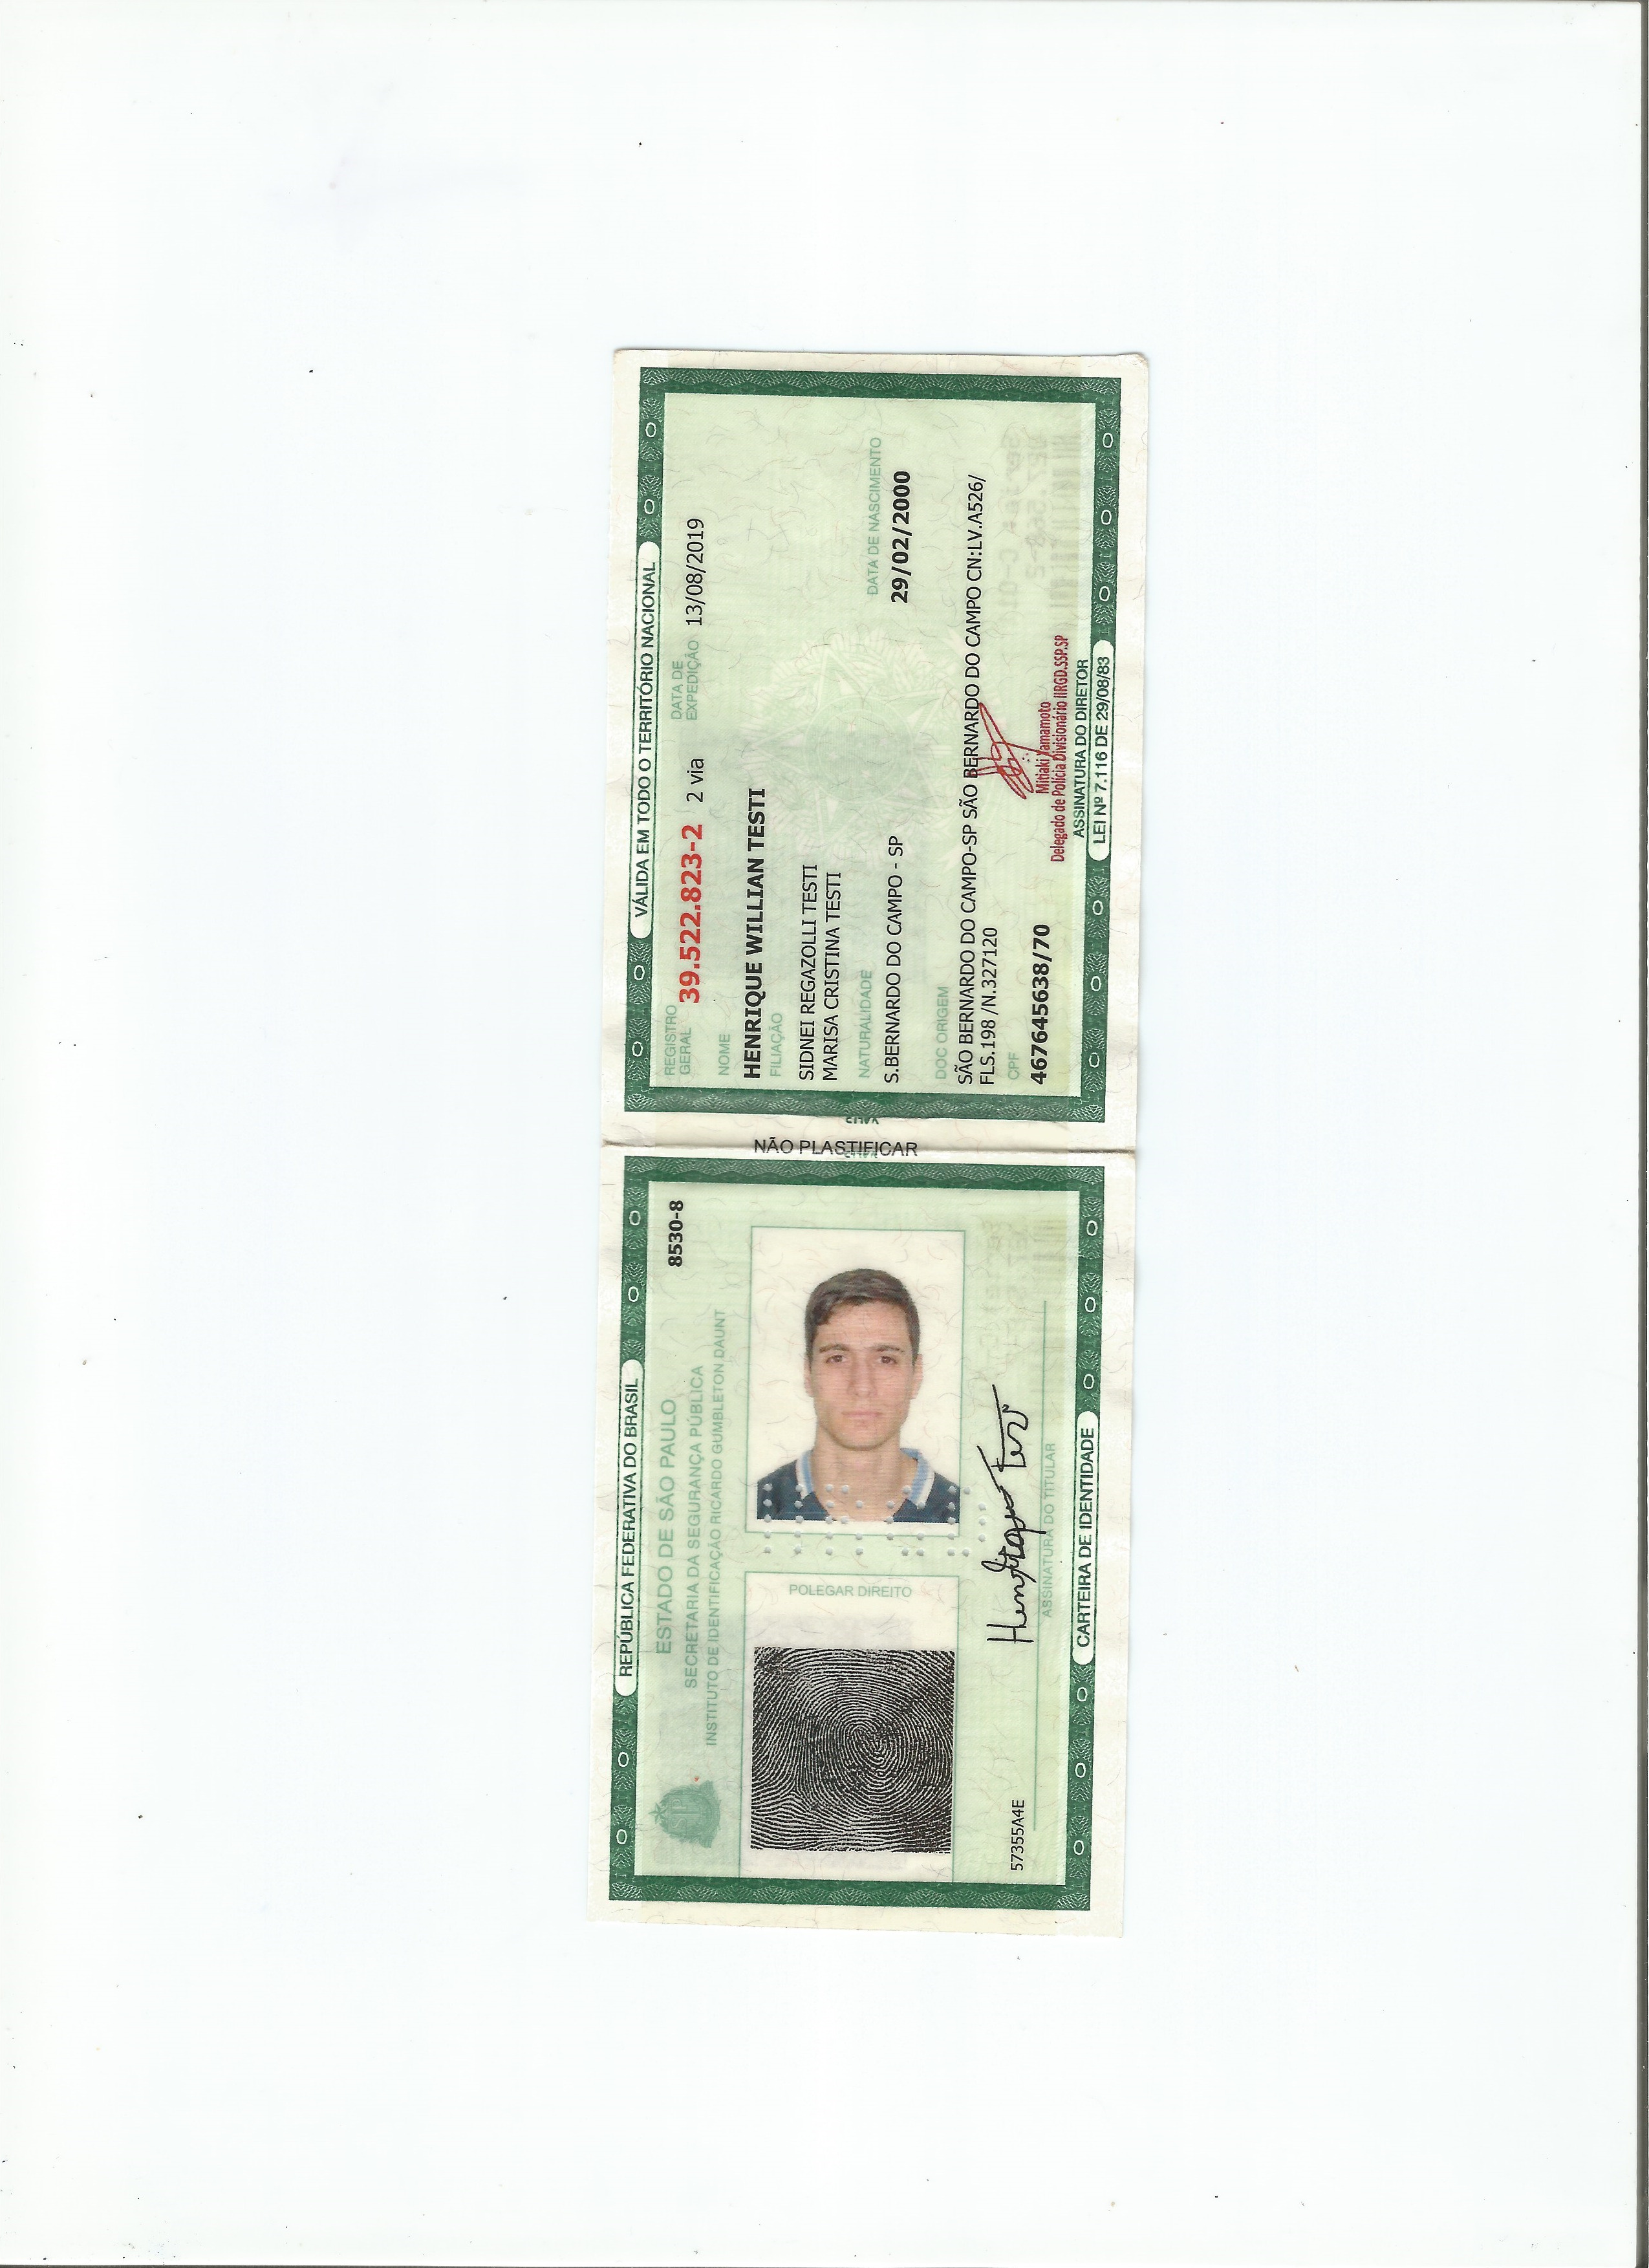 VÁLIDA EM TODO O TERRITÓRIO NACIONAL
REGISTRO GERAL 39.522.823-2 2 via DATA DE EXPEDIÇÃO 13/08/2019
NOME
HENRIQUE WILLIAN TESTI
FILIAÇÃO
SIDNEI REGAZOLLI TESTI
MARISA CRISTINA TESTI
NATURALIDADE DATA DE NASCIMENTO
S.BERNARDO DO CAMPO - SP 29/02/2000
DOC ORIGEM
SÃO BERNARDO DO CAMPO-SP SÃO BERNARDO DO CAMPO CN:LV.A526/
FLS.198 /N.327120
CPF
467645638/70
Mitiaki Yamamoto
Delegado de Polícia Divisionário IIRGD.SSP.SP
ASSINATURA DO DIRETOR
LEI Nº 7.116 DE 29/08/83
NÃO PLASTIFICAR
REPÚBLICA FEDERATIVA DO BRASIL
8530-8
ESTADO DE SÃO PAULO
SECRETARIA DA SEGURANÇA PÚBLICA
INSTITUTO DE IDENTIFICAÇÃO RICARDO GUMBLETON DAUNT
POLEGAR DIREITO
Henrique Testi
57355A4E
ASSINATURA DO TITULAR
CARTEIRA DE IDENTIDADE